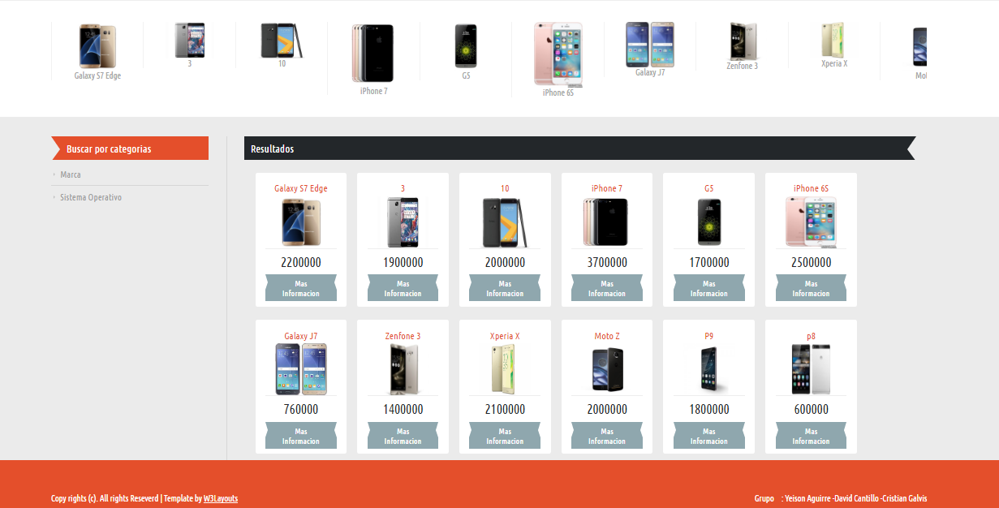 Galaxy S7 Edge
3
10
iPhone 7
G5
iPhone 6S
Galaxy J7
Zenfone 3
Xperia X
Mot
Buscar por categorias
Marca
Sistema Operativo
Resultados
Galaxy S7 Edge
3
10
iPhone 7
G5
iPhone 6S
2200000
1900000
2000000
3700000
1700000
2500000
Mas
Informacion
Mas
Informacion
Mas
Informacion
Mas
Informacion
Mas
Informacion
Mas
Informacion
Galaxy J7
Zenfone 3
Xperia X
Moto Z
P9
p8
760000
1400000
2100000
2000000
1800000
600000
Mas
Informacion
Mas
Informacion
Mas
Informacion
Mas
Informacion
Mas
Informacion
Mas
Informacion
Copy rights (c). All rights Reseverd | Template by W3Layouts
Grupo : Yeison Aguirre -David Cantillo -Cristian Galvis